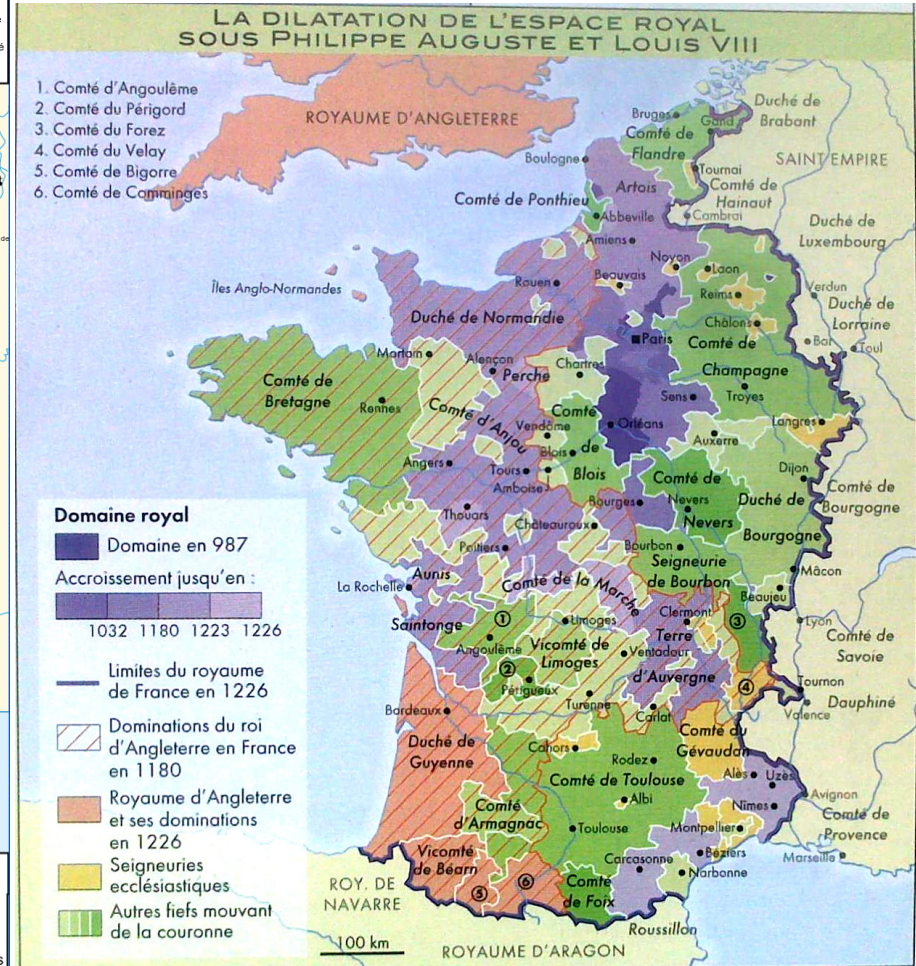 LA DILATATION DE L'ESPACE ROYAL
SOUS PHILIPPE AUGUSTE ET LOUIS VIII
1. Comté d'Angoulême
2. Comté du Périgord
3. Comté du Forez
4. Comté du Velay
5. Comté de Bigorre
6. Comté de Comminges
ROYAUME D'ANGLETERRE
Bruges
Gand
Duché de
Brabant
Comté de
Flandre
Boulogne
Tournai
SAINT EMPIRE
Artois
Comté de
Hainaut
Comté de Ponthieu
Abbeville
Cambrai
Duché de
Luxembourg
Amiens
Noyon
Laon
Beauvais
Rouen
Reims
Verdun
Îles Anglo-Normandes
Duché de
Lorraine
Duché de Normandie
Châlons
Paris
Comté de
Champagne
Bar
Toul
Mortain
Alençon
Perche
Chartres
Comté de
Bretagne
Rennes
Comté d'Anjou
Sens
Troyes
Comté
de
Blois
Vendôme
Orléans
Langres
Auxerre
Blois
Angers
Tours
Amboise
Dijon
Comté de
Nevers
Duché de
Bourgogne
Comté de
Bourgogne
Bourges
Nevers
Thouars
Châteauroux
Bourbon
Poitiers
Seigneurie
de Bourbon
Mâcon
Aunis
Comté de la Marche
La Rochelle
Beaujeu
Saintonge
1
Limoges
Clermont
3
Lyon
Angoulême
Vicomté de
Limoges
Terre
d'Auvergne
Comté de
Savoie
Ventadour
2
Périgueux
Turenne
4
Tournon
Carlat
Valence
Dauphiné
Bordeaux
Duché de
Guyenne
Cahors
Comté du
Gévaudan
Rodez
Comté de Toulouse
Alès
Uzès
Albi
Avignon
Comté
d'Armagnac
Nîmes
Comté de
Provence
Toulouse
Montpellier
Vicomté
de Béarn
Carcasonne
Béziers
Marseille
Narbonne
5
6
Comté
de Foix
ROY. DE
NAVARRE
Roussillon
ROYAUME D'ARAGON
100 km
Domaine royal
Domaine en 987
Accroissement jusqu'en :
1032 1180 1223 1226
Limites du royaume
de France en 1226
Dominations du roi
d'Angleterre en France
en 1180
Royaume d'Angleterre
et ses dominations
en 1226
Seigneuries
ecclésiastiques
Autres fiefs mouvant
de la couronne